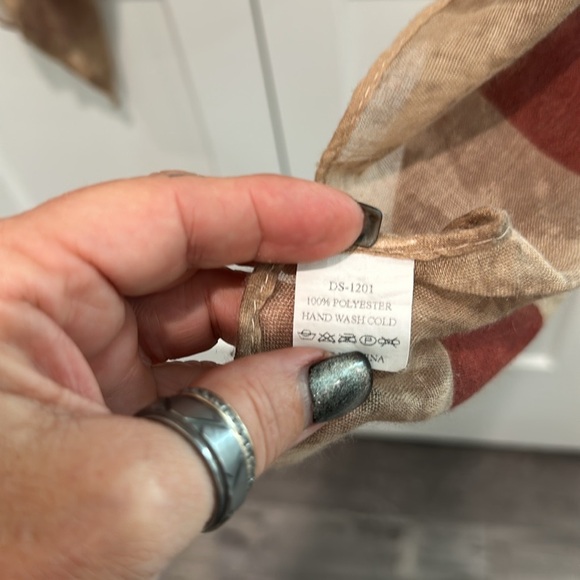 DS-1201
100% POLYESTER
HAND WASH COLD